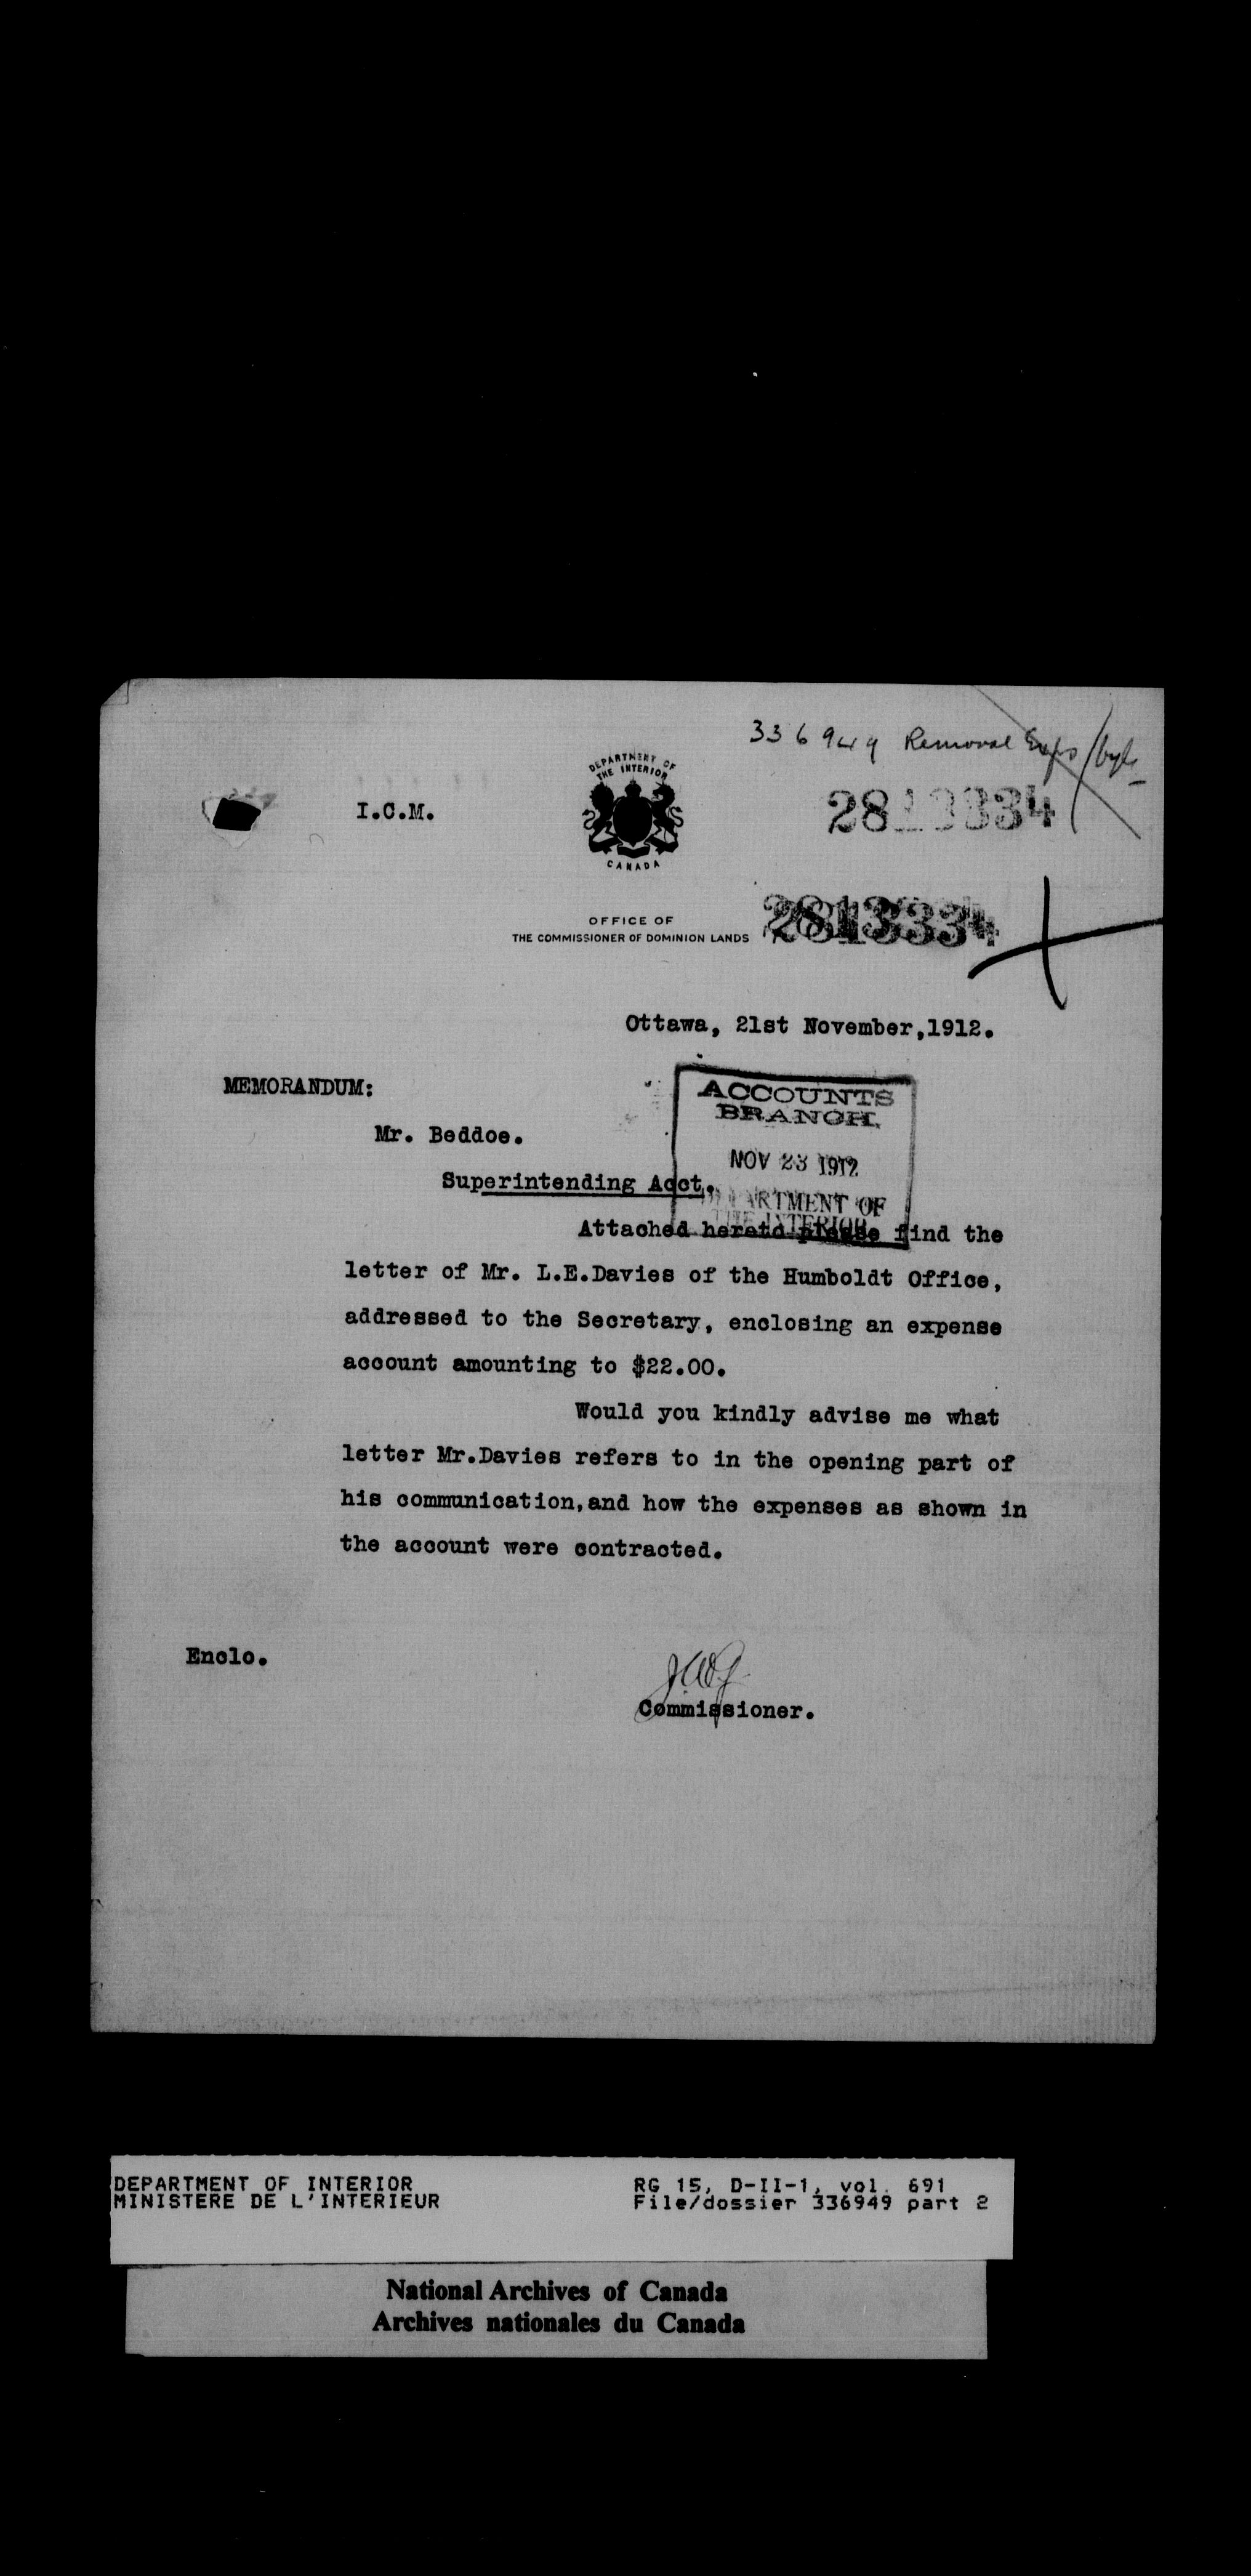 336949 Removal Exps
DEPARTMENT OF
THE INTERIOR
I.C.M.
2813334
CANADA
OFFICE OF
THE COMMISSIONER OF DOMINION LANDS
2813334
Ottawa, 21st November,1912.
MEMORANDUM:
ACCOUNTS
BRANCH,
Mr. Beddoe.
NOV 23 1912
Superintending Acct.
DEPARTMENT OF
THE INTERIOR
Attached hereto please find the
letter of Mr. L.E.Davies of the Humboldt Office,
addressed to the Secretary, enclosing an expense
account amounting to $22.00.
Would you kindly advise me what
letter Mr.Davies refers to in the opening part of
his communication,and how the expenses as shown in
the account were contracted.
Enclo.
Commissioner.
DEPARTMENT OF INTERIOR
MINISTERE DE L'INTERIEUR
RG 15, D-II-1, vol. 691
File/dossier 336949 part 2
National Archives of Canada
Archives nationales du Canada